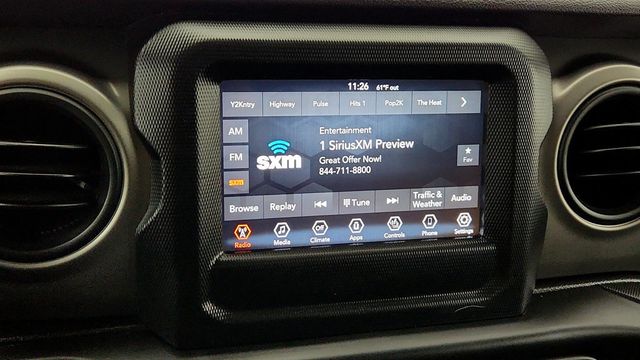 11:26 61°F out
Y2Kntry Highway Pulse Hits 1 Pop2K The Heat
AM
Entertainment
1 SiriusXM Preview
FM
sxm
Great Offer Now!
Fav
844-711-8800
sxm
Browse Replay Tune Traffic & Weather Audio
Radio Media Climate Apps Controls Phone Settings
Off